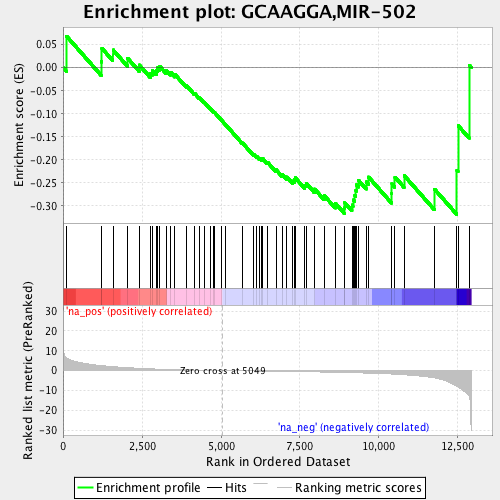 Enrichment plot: GCAAGGA,MIR-502
Enrichment score (ES)
0.05
0.00
-0.05
-0.10
-0.15
-0.20
-0.25
-0.30
'na_pos' (positively correlated)
Ranked list metric (PreRanked)
30
20
10
0
-10
-20
-30
Zero cross at 5049
'na_neg' (negatively correlated)
0
2,500
5,000
7,500
10,000
12,500
Rank in Ordered Dataset
Enrichment profile
Hits
Ranking metric scores